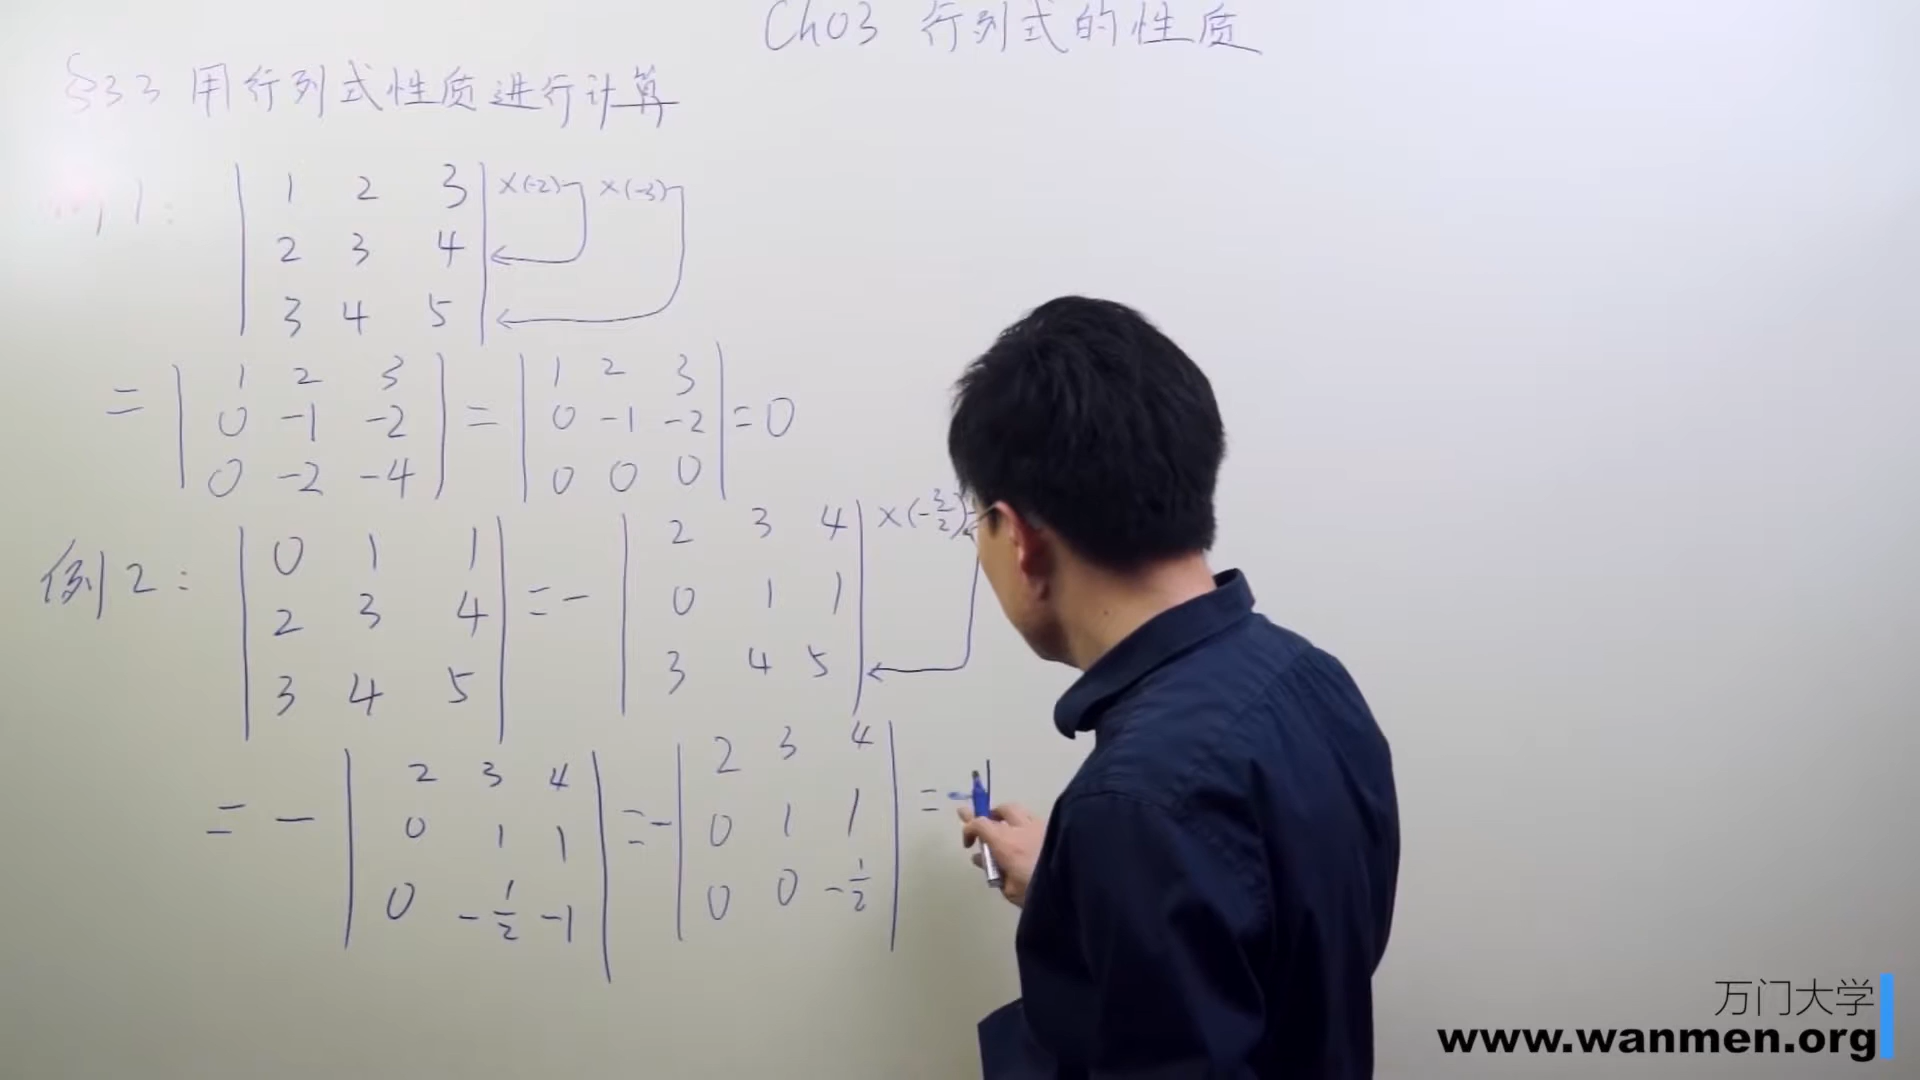 Ch03 行列式的性质
§3.3 用行列式性质进行计算
例1:
1 2 3 ×(-2) ×(-3)
2 3 4
3 4 5
= 1 2 3 = 1 2 3 = 0
0 -1 -2 0 -1 -2
0 -2 -4 0 0 0
例2: 0 1 1 = - 2 3 4 ×(-3/2)
2 3 4 0 1 1
3 4 5 3 4 5
= - 2 3 4 = - 2 3 4 =
0 1 1 0 1 1
0 -1/2 -1 0 0 -1/2
万门大学
www.wanmen.org